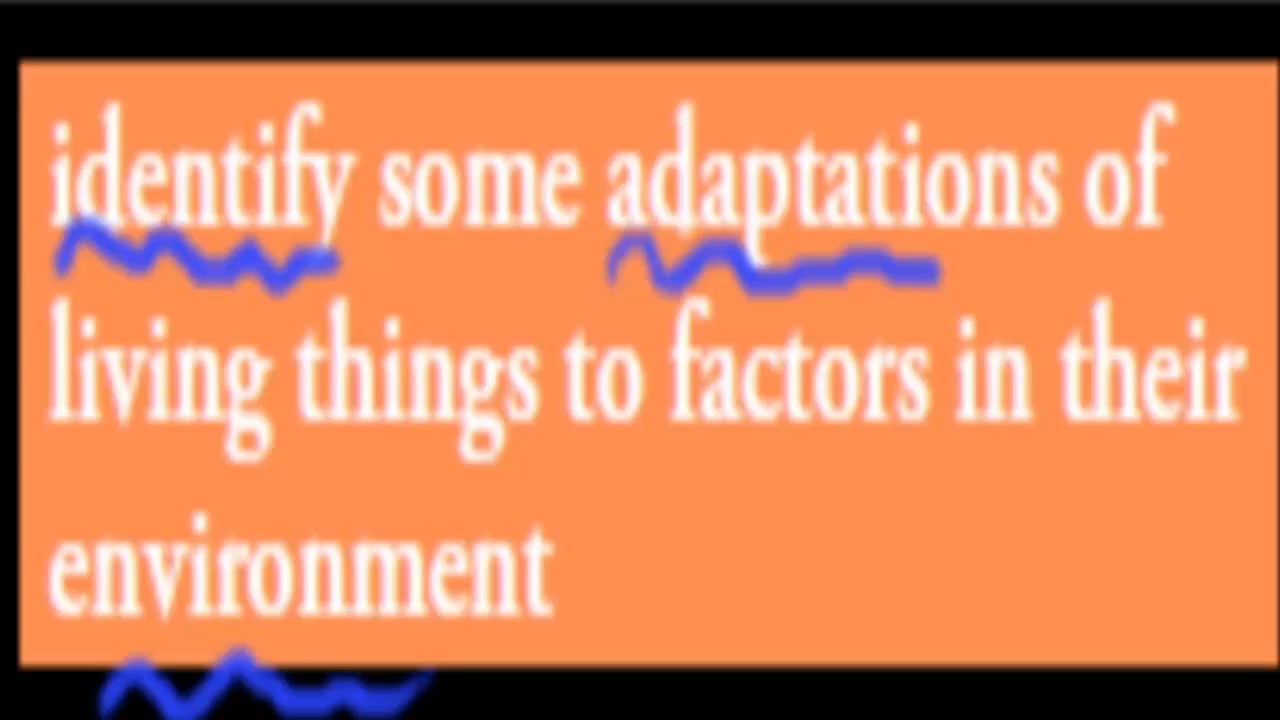 identify some adaptations of
living things to factors in their
environment